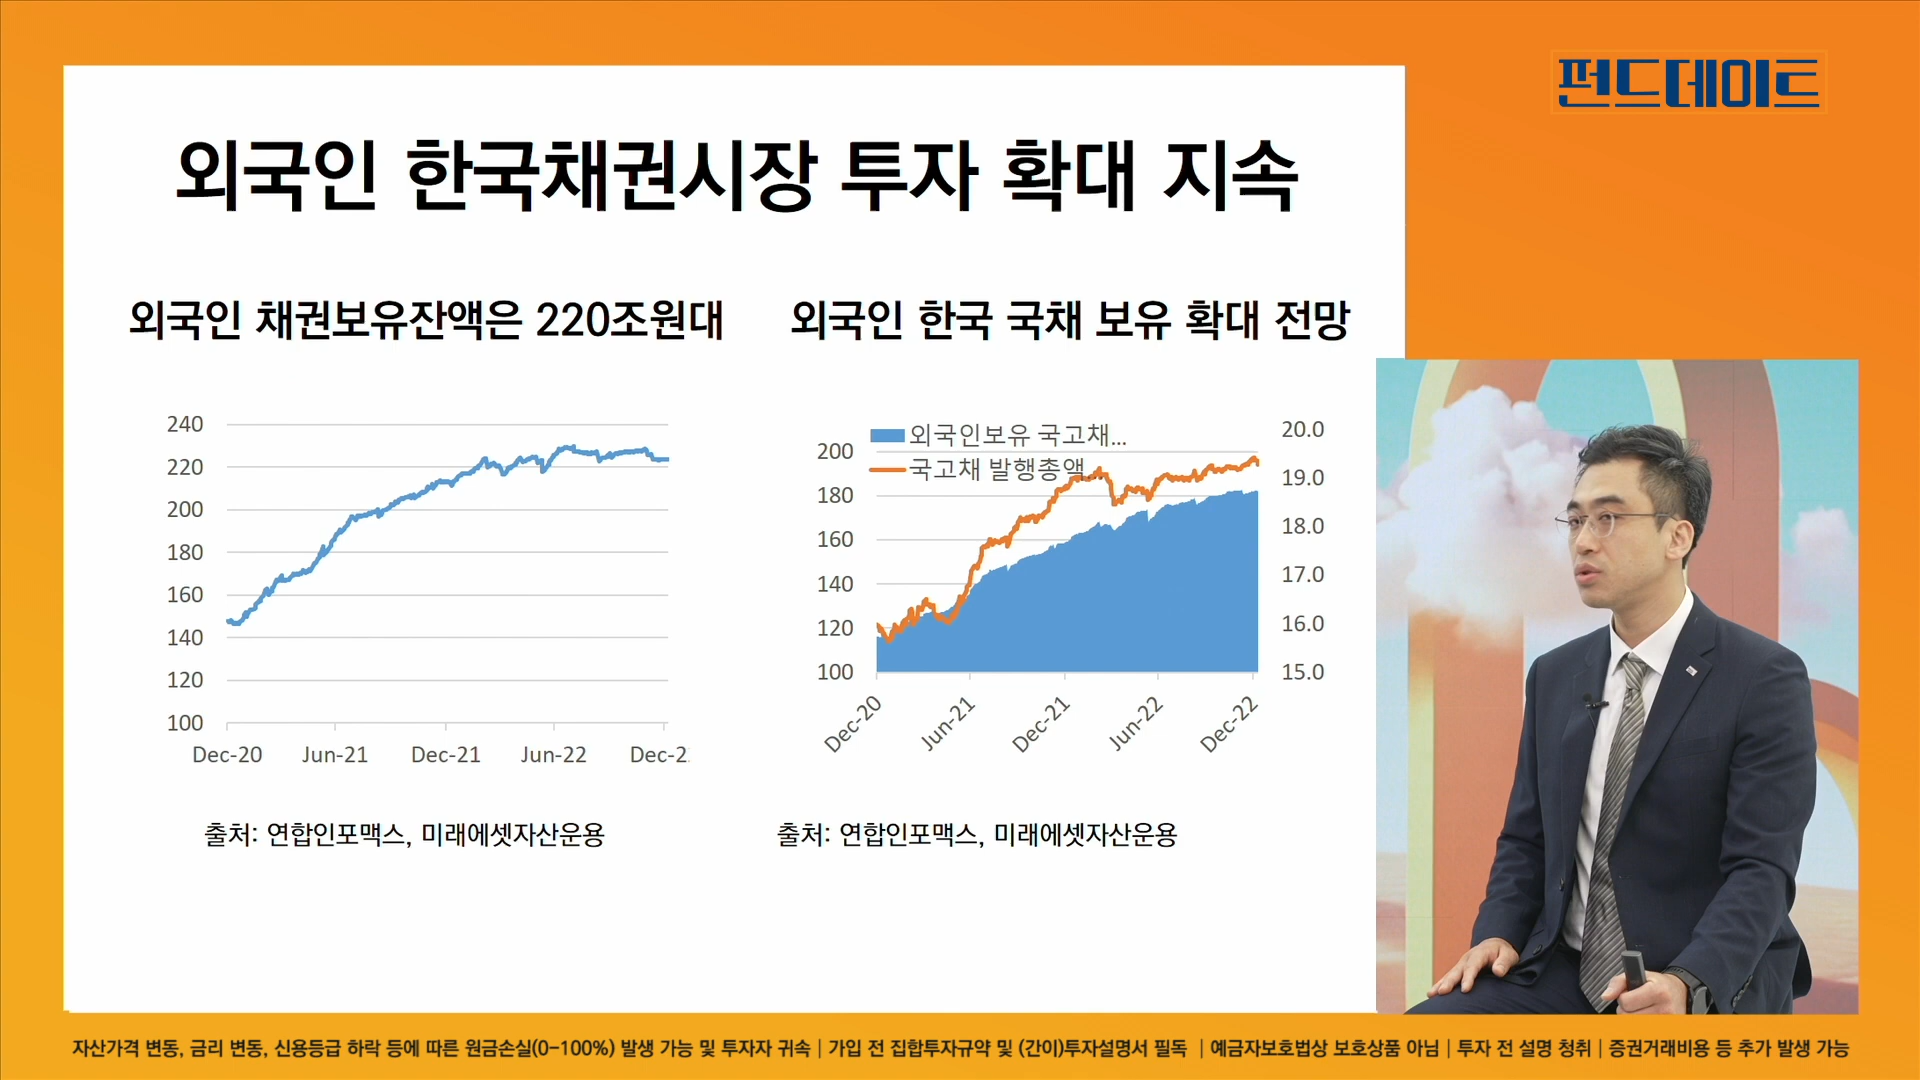 펀드데이트
외국인 한국채권시장 투자 확대 지속
외국인 채권보유잔액은 220조원대
240
220
200
180
160
140
120
100
Dec-20 Jun-21 Dec-21 Jun-22 Dec-2
출처: 연합인포맥스, 미래에셋자산운용
외국인 한국 국채 보유 확대 전망
외국인보유 국고채...
국고채 발행총액...
200
180
160
140
120
100
20.0
19.0
18.0
17.0
16.0
15.0
Dec-20 Jun-21 Dec-21 Jun-22 Dec-22
출처: 연합인포맥스, 미래에셋자산운용
자산가격 변동, 금리 변동, 신용등급 하락 등에 따른 원금손실(0-100%) 발생 가능 및 투자자 귀속 | 가입 전 집합투자규약 및 (간이)투자설명서 필독 | 예금자보호법상 보호상품 아님 | 투자 전 설명 청취 | 증권거래비용 등 추가 발생 가능